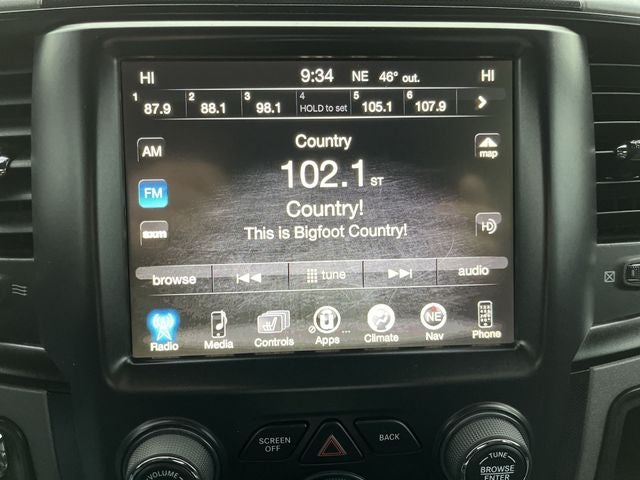 HI 9:34 NE 46° out. HI
1 87.9 2 88.1 3 98.1 4 HOLD to set 5 105.1 6 107.9
AM
Country
map
FM
102.1 ST
Country!
This is Bigfoot Country!
sxm
HD
browse tune audio
NE
Radio Media Controls Apps ... Climate Nav Phone
SCREEN OFF
BACK
VOLUME
TUNE
BROWSE
ENTER